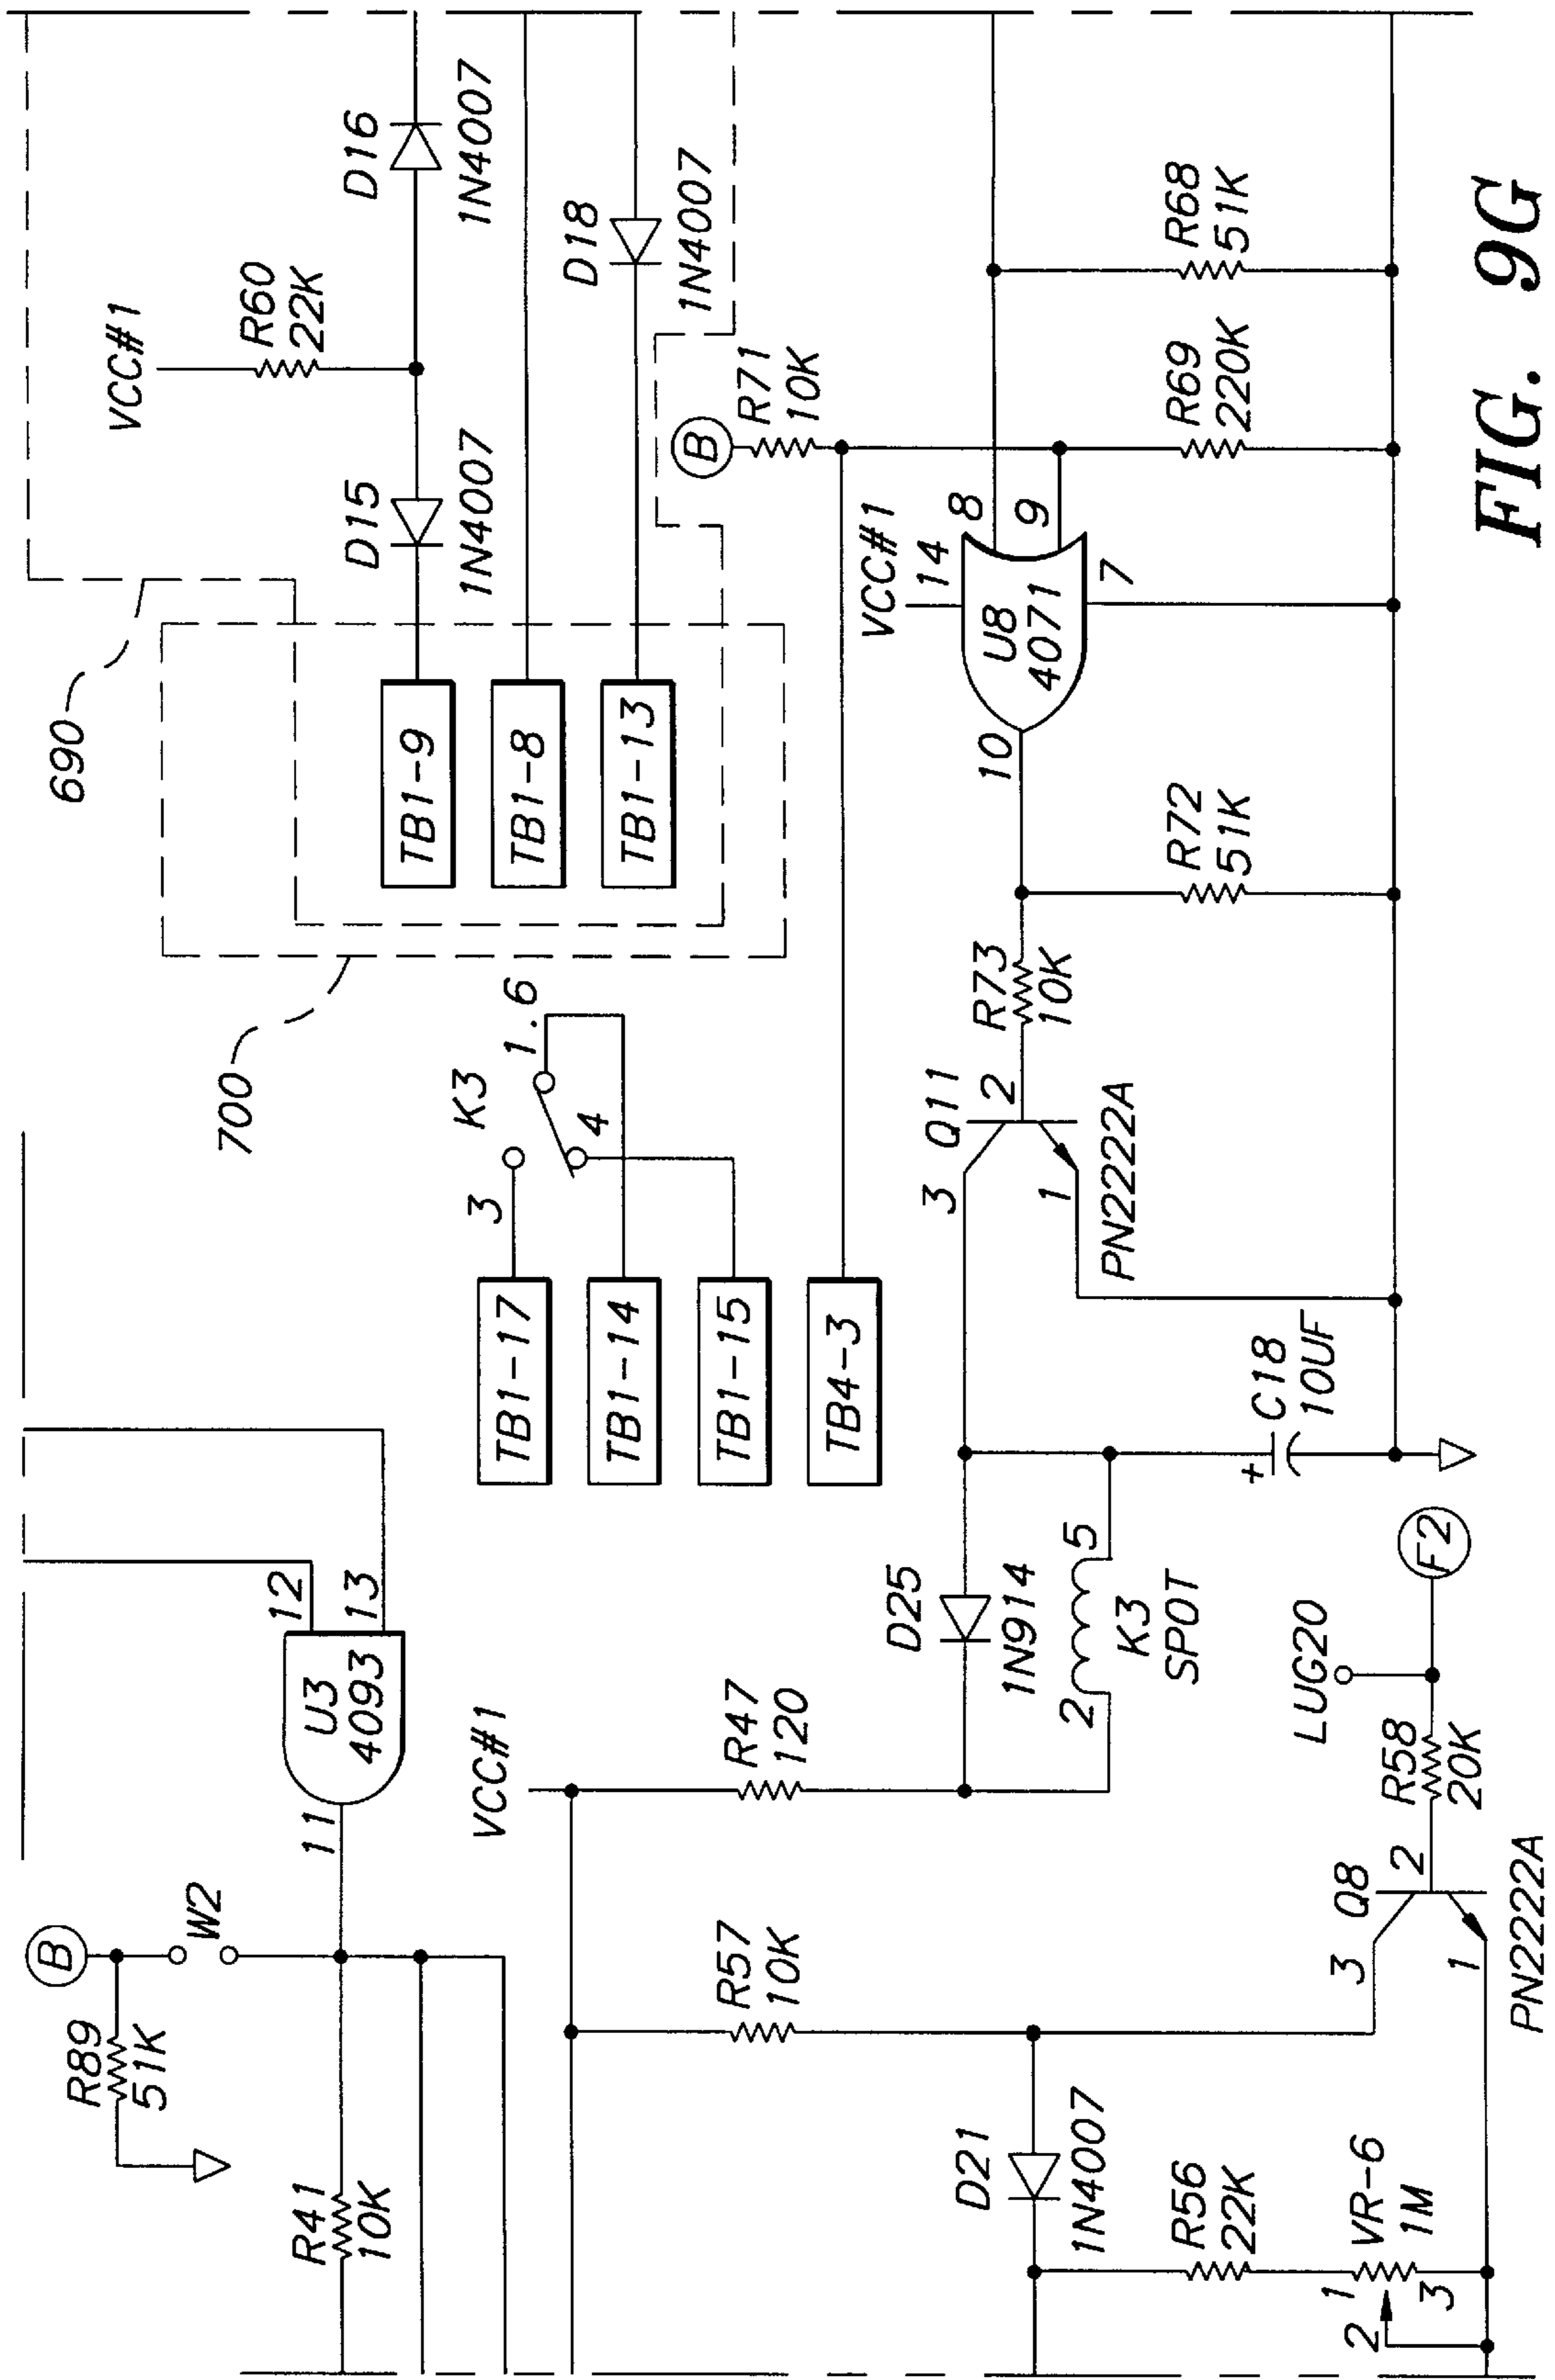 690
700
VCC#1
R60
22K
D16
1N4007
D15
1N4007
D18
1N4007
TB1-9
TB1-8
TB1-13
B
R71
10K
K3
1.6
3
4
TB1-17
TB1-14
TB1-15
TB4-3
VCC#1
14
8
9
U8
4071
7
10
R68
51K
R69
220K
R72
51K
R73
10K
Q11
2
3
1
PN2222A
C18
+
10UF
D25
1N914
5
2
K3
SPOT
R47
120
VCC#1
12
13
U3
4093
11
B
W2
R89
51K
R41
10K
R57
10K
D21
1N4007
R56
22K
VR-6
1M
1
2
3
Q8
2
3
1
PN2222A
R58
20K
LUG20
F2
FIG. 9G